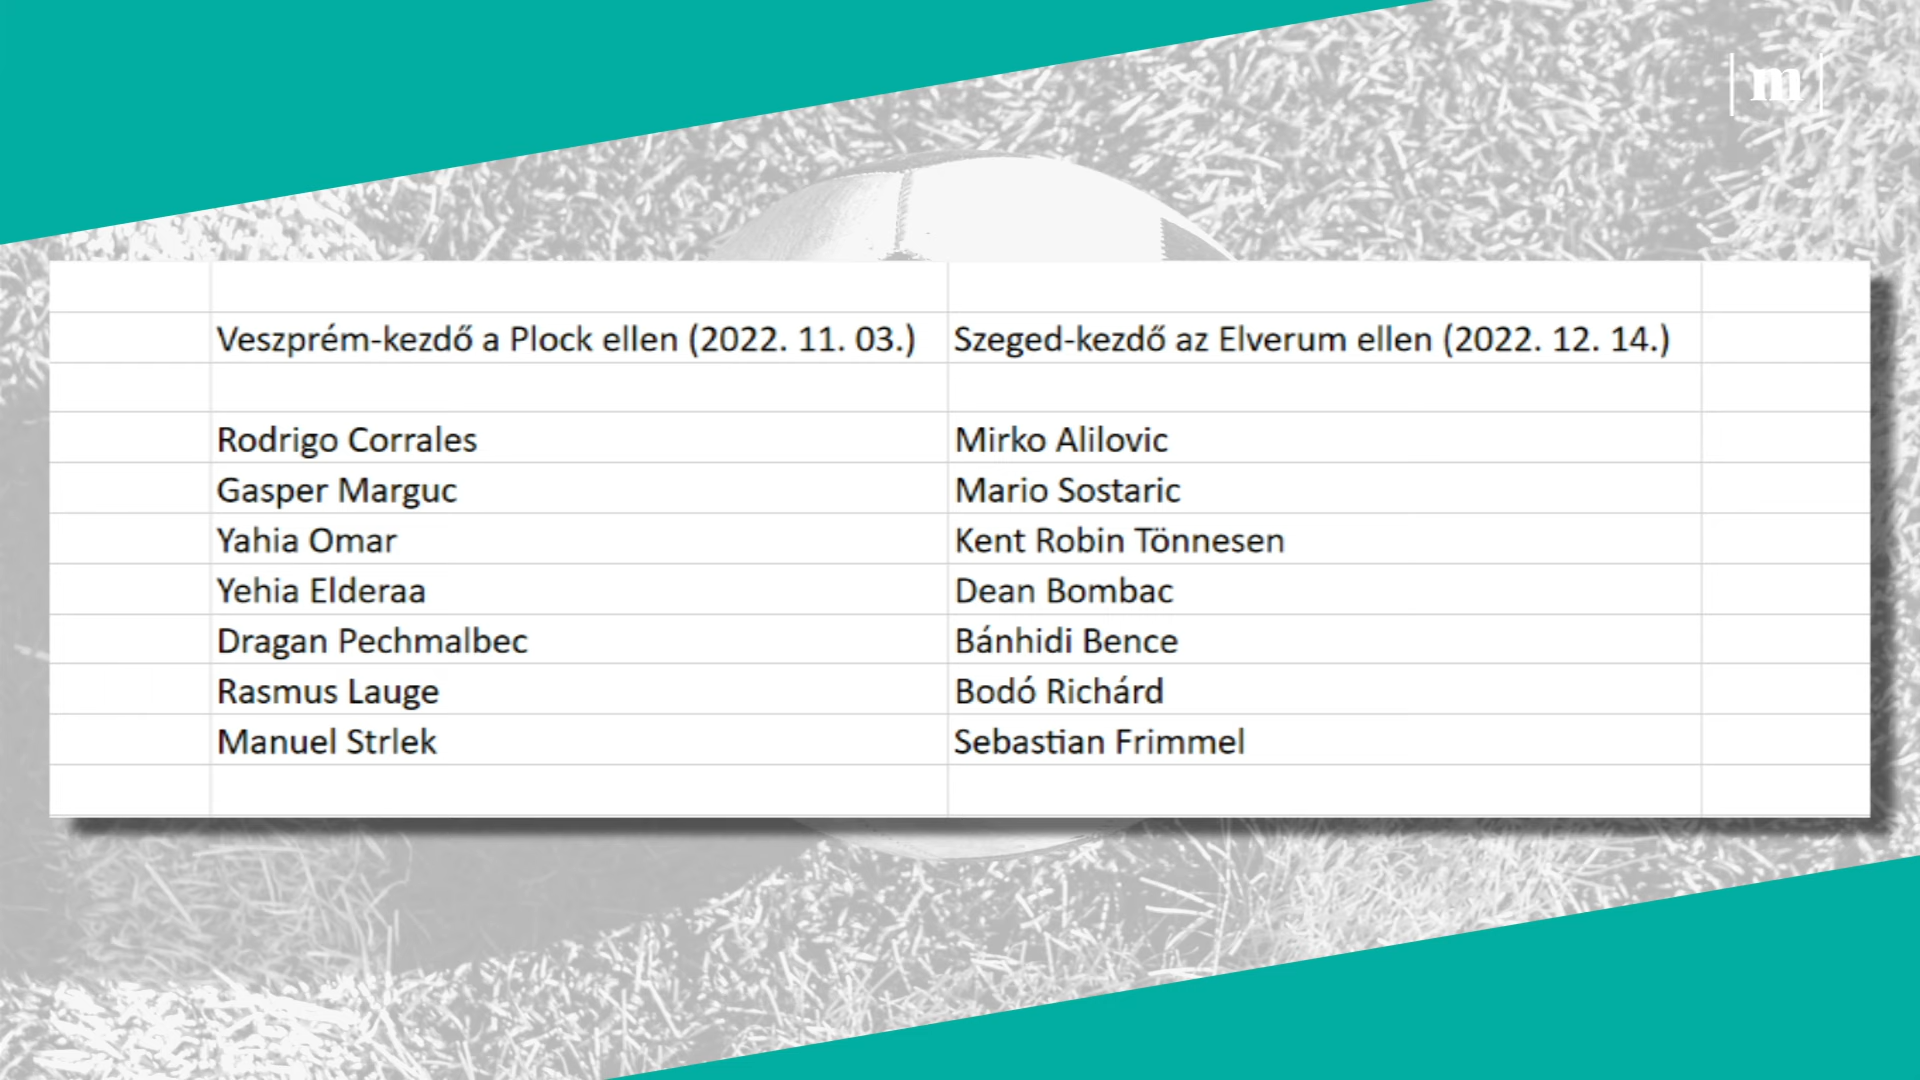 |m|
Veszprém-kezdő a Plock ellen (2022. 11. 03.) Szeged-kezdő az Elverum ellen (2022. 12. 14.)
Rodrigo Corrales Mirko Alilovic
Gasper Marguc Mario Sostaric
Yahia Omar Kent Robin Tönnesen
Yehia Elderaa Dean Bombac
Dragan Pechmalbec Bánhidi Bence
Rasmus Lauge Bodó Richárd
Manuel Strlek Sebastian Frimmel